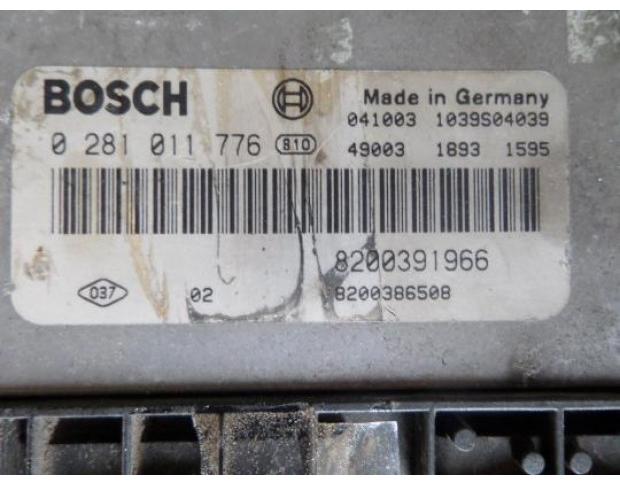 BOSCH
Made in Germany
041003 1039S04039
0 281 011 776 810
49003 1893 1595
8200391966
037 02
8200386508